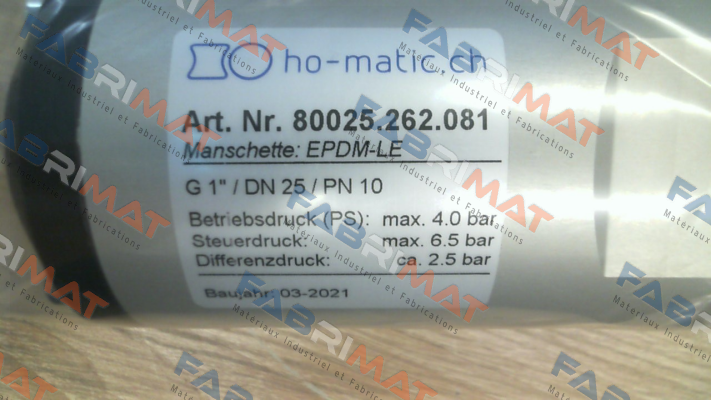 ho-matic ch
Art. Nr. 80025.262.081
Manschette: EPDM-LE
G 1" / DN 25 / PN 10
Betriebsdruck (PS): max. 4.0 bar
Steuerdruck: max. 6.5 bar
Differenzdruck: ca. 2.5 bar
Baujahr: 03-2021
FABRIMAT
Matériaux Industriel et Fabrications